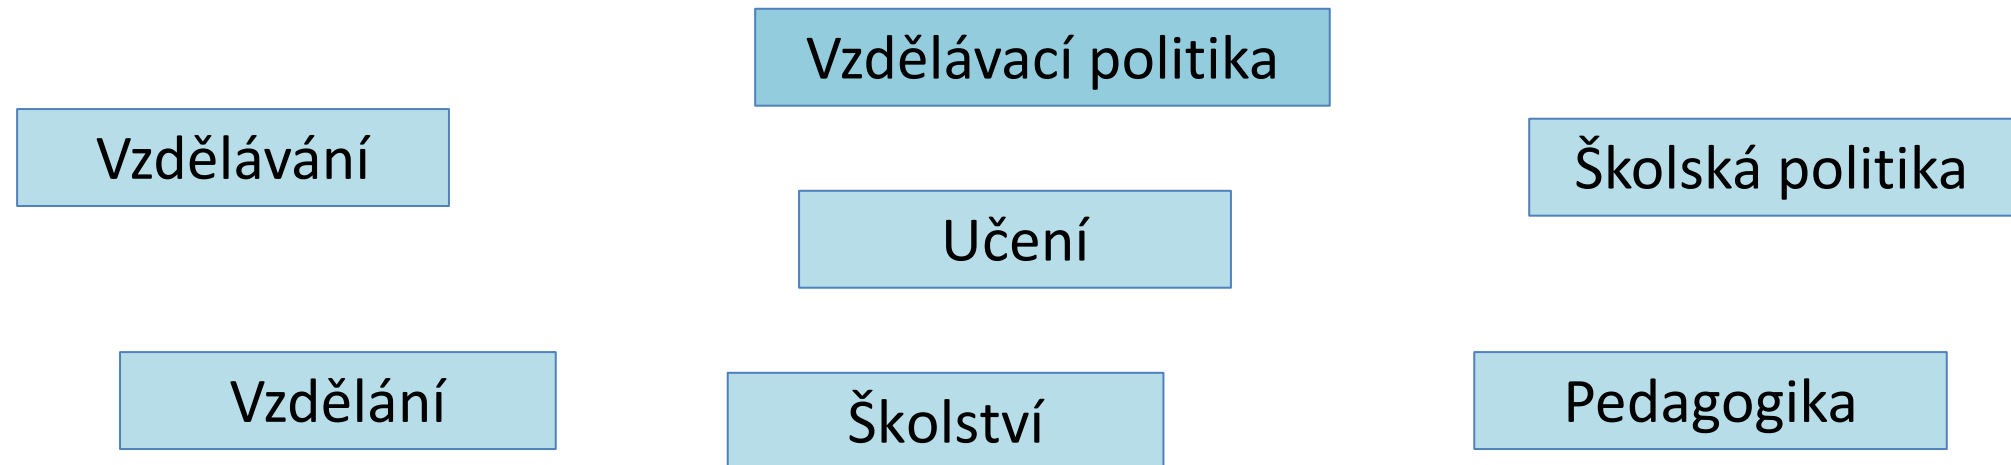 Vzdělávací politika
Vzdělávání
Školská politika
Učení
Vzdělání
Školství
Pedagogika